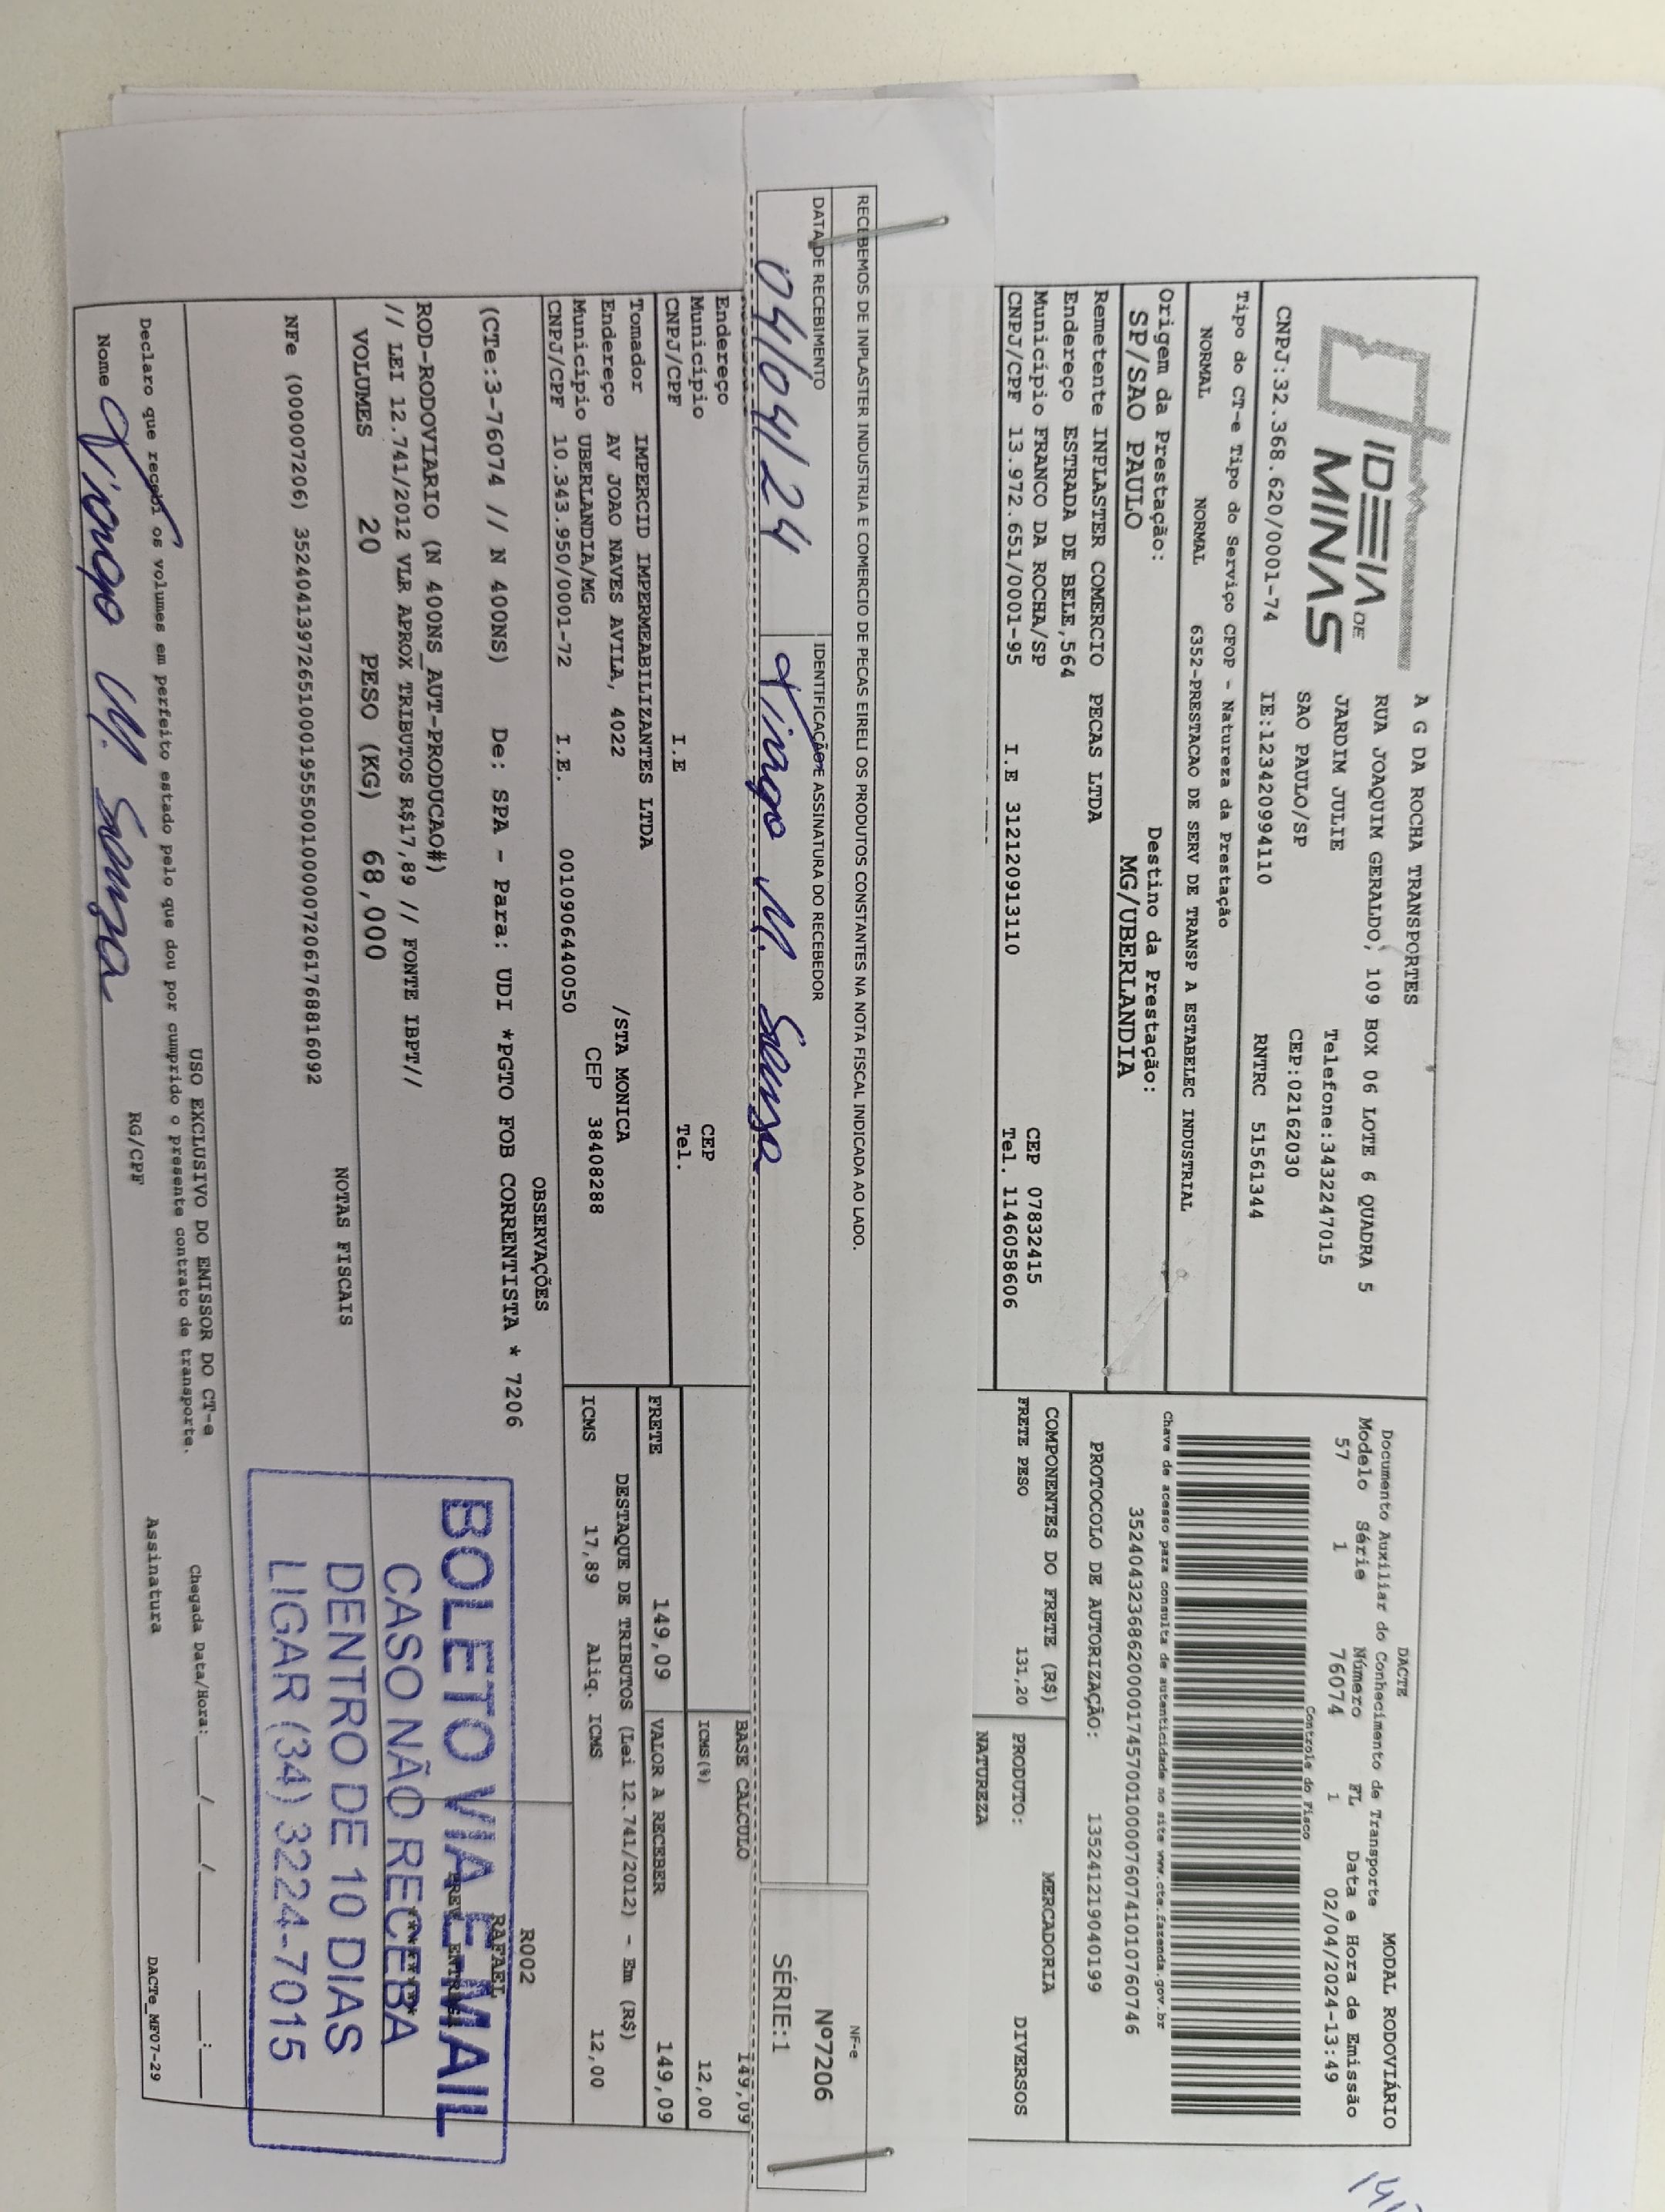 IDEIA DE
MINAS
A G DA ROCHA TRANSPORTES
RUA JOAQUIM GERALDO, 109 BOX 06 LOTE 6 QUADRA 5
JARDIM JULIE Telefone:3432247015
SAO PAULO/SP CEP:02162030
CNPJ:32.368.620/0001-74 IE:123420994110 RNTRC 51561344
Tipo do CT-e Tipo do Serviço CFOP - Natureza da Prestação
NORMAL NORMAL 6352-PRESTACAO DE SERV DE TRANSP A ESTABELEC INDUSTRIAL
Origem da Prestação: Destino da Prestação:
SP/SAO PAULO MG/UBERLANDIA
Remetente INPLASTER COMERCIO PECAS LTDA
Endereço ESTRADA DE BELE,564
Município FRANCO DA ROCHA/SP CEP 07832415
CNPJ/CPF 13.972.651/0001-95 I.E 312120913110 Tel. 1146058606
DACTE MODAL RODOVIÁRIO
Documento Auxiliar do Conhecimento de Transporte
Modelo Série Número FL Data e Hora de Emissão
57 1 76074 1 02/04/2024-13:49
Controle do Fisco
Chave de acesso para consulta de autenticidade no site www.cte.fazenda.gov.br
35240432368620000174570010000760741010760746
PROTOCOLO DE AUTORIZAÇÃO: 135241219040199
COMPONENTES DO FRETE (R$) MERCADORIA
FRETE PESO 131,20 PRODUTO: DIVERSOS
NATUREZA
RECEBEMOS DE INPLASTER INDUSTRIA E COMERCIO DE PECAS EIRELI OS PRODUTOS CONSTANTES NA NOTA FISCAL INDICADA AO LADO.
DATA DE RECEBIMENTO IDENTIFICAÇÃO E ASSINATURA DO RECEBEDOR
04/04/24
NF-e
Nº7206
SÉRIE:1
Endereço CEP
Município Tel.
CNPJ/CPF I.E
BASE CALCULO 149,09
ICMS(%) 12,00
FRETE 149,09 VALOR A RECEBER 149,09
Tomador IMPERCID IMPERMEABILIZANTES LTDA
Endereço AV JOAO NAVES AVILA, 4022 /STA MONICA
Município UBERLANDIA/MG CEP 38408288
CNPJ/CPF 10.343.950/0001-72 I.E. 0010906440050
DESTAQUE DE TRIBUTOS (Lei 12.741/2012) - Em (R$)
ICMS 17,89 Aliq. ICMS 12,00
OBSERVAÇÕES
(CTe:3-76074 // N 400NS) De: SPA - Para: UDI *PGTO FOB CORRENTISTA * 7206
R002
RAFAEL
ROD-RODOVIARIO (N 400NS_AUT-PRODUCAO#)
// LEI 12.741/2012 VLR APROX TRIBUTOS R$17,89 // FONTE IBPT//
VOLUMES 20 PESO (KG) 68,000
NOTAS FISCAIS
NFe (000007206) 35240413972651000195550010000072061768816092
BOLETO VIA E-MAIL
CASO NÃO RECEBA
DENTRO DE 10 DIAS
LIGAR (34) 3224-7015
USO EXCLUSIVO DO EMISSOR DO CT-e
Declaro que recebi os volumes em perfeito estado pelo que dou por cumprido o presente contrato de transporte.
Chegada Data/Hora: ___/___/___ ___:___
Nome RG/CPF Assinatura
DACTe_MF07-29